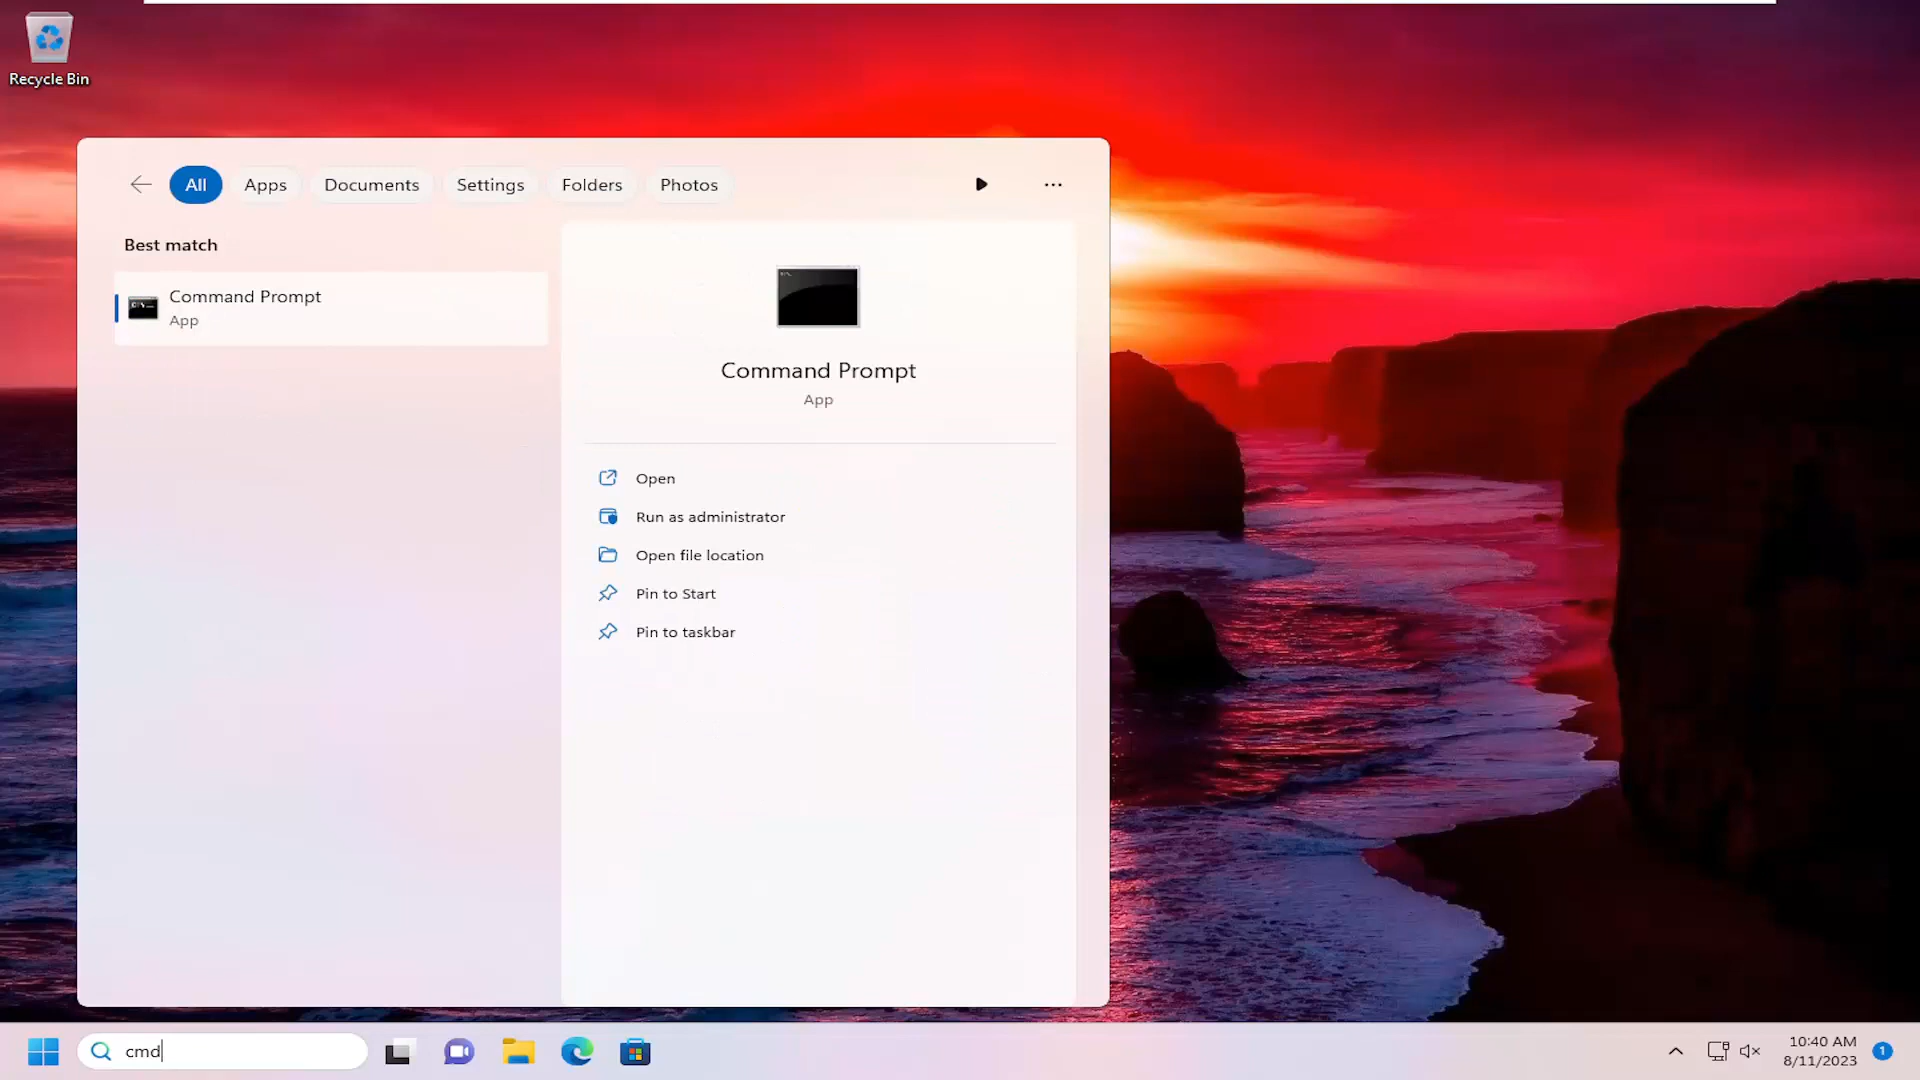 Recycle Bin
All
Apps
Documents
Settings
Folders
Photos
Best match
Command Prompt
App
Command Prompt
App
Open
Run as administrator
Open file location
Pin to Start
Pin to taskbar
cmd
10:40 AM
8/11/2023
1